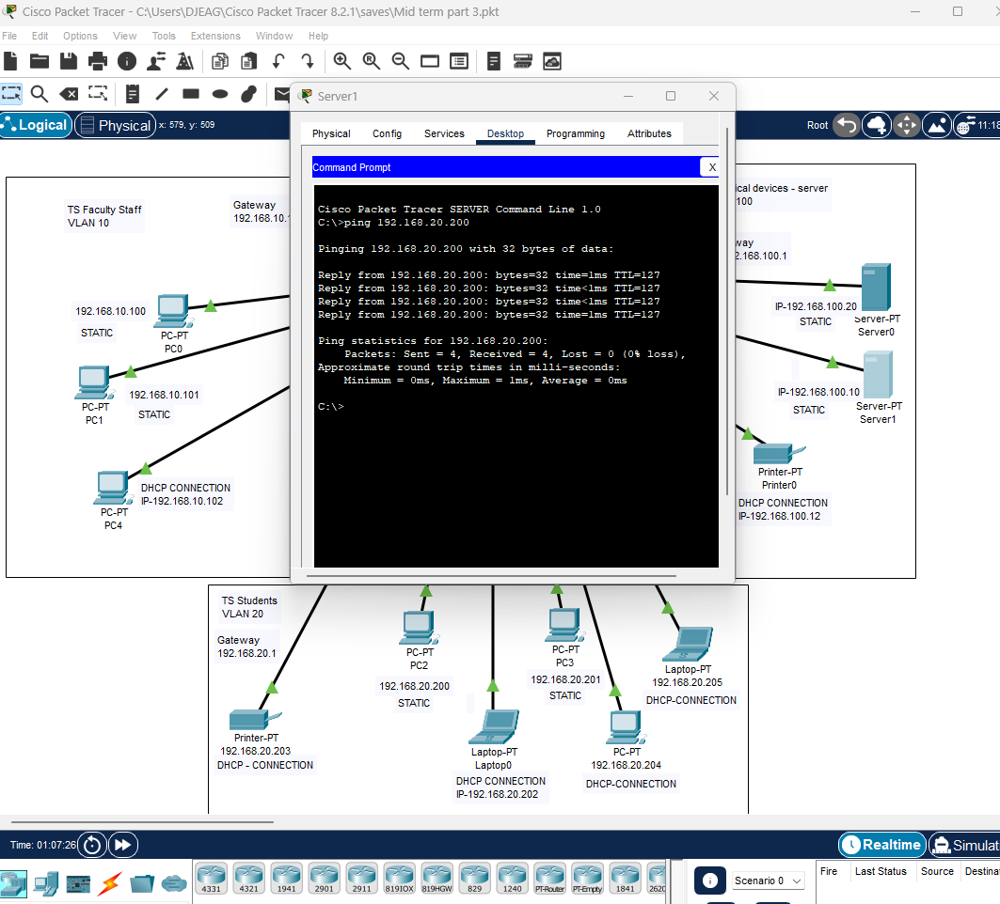 Cisco Packet Tracer - C:\Users\DJEAG\Cisco Packet Tracer 8.2.1\saves\Mid term part 3.pkt
File Edit Options View Tools Extensions Window Help
Logical Physical x: 579, y: 509
Root 11:18
Server1
Physical Config Services Desktop Programming Attributes
Command Prompt X
Cisco Packet Tracer SERVER Command Line 1.0
C:\>ping 192.168.20.200
Pinging 192.168.20.200 with 32 bytes of data:
Reply from 192.168.20.200: bytes=32 time=1ms TTL=127
Reply from 192.168.20.200: bytes=32 time<1ms TTL=127
Reply from 192.168.20.200: bytes=32 time<1ms TTL=127
Reply from 192.168.20.200: bytes=32 time=1ms TTL=127
Ping statistics for 192.168.20.200:
Packets: Sent = 4, Received = 4, Lost = 0 (0% loss),
Approximate round trip times in milli-seconds:
Minimum = 0ms, Maximum = 1ms, Average = 0ms
C:\>
TS Faculty Staff
VLAN 10
Gateway
192.168.10.
192.168.10.100
STATIC
PC-PT
PC0
192.168.10.101
STATIC
PC-PT
PC1
DHCP CONNECTION
IP-192.168.10.102
PC-PT
PC4
ical devices - server
100
way
2.168.100.1
IP-192.168.100.20
STATIC
Server-PT
Server0
IP-192.168.100.10
STATIC
Server-PT
Server1
Printer-PT
Printer0
DHCP CONNECTION
IP-192.168.100.12
TS Students
VLAN 20
Gateway
192.168.20.1
PC-PT
PC2
192.168.20.200
STATIC
PC-PT
PC3
192.168.20.201
STATIC
Laptop-PT
192.168.20.205
DHCP-CONNECTION
Printer-PT
192.168.20.203
DHCP - CONNECTION
Laptop-PT
Laptop0
DHCP CONNECTION
IP-192.168.20.202
PC-PT
192.168.20.204
DHCP-CONNECTION
Time: 01:07:26
Realtime Simulat
4331 4321 1941 2901 2911 819IOX 819HGW 829 1240 PT-Router PT-Empty 1841 2620
Scenario 0
Fire Last Status Source Destina